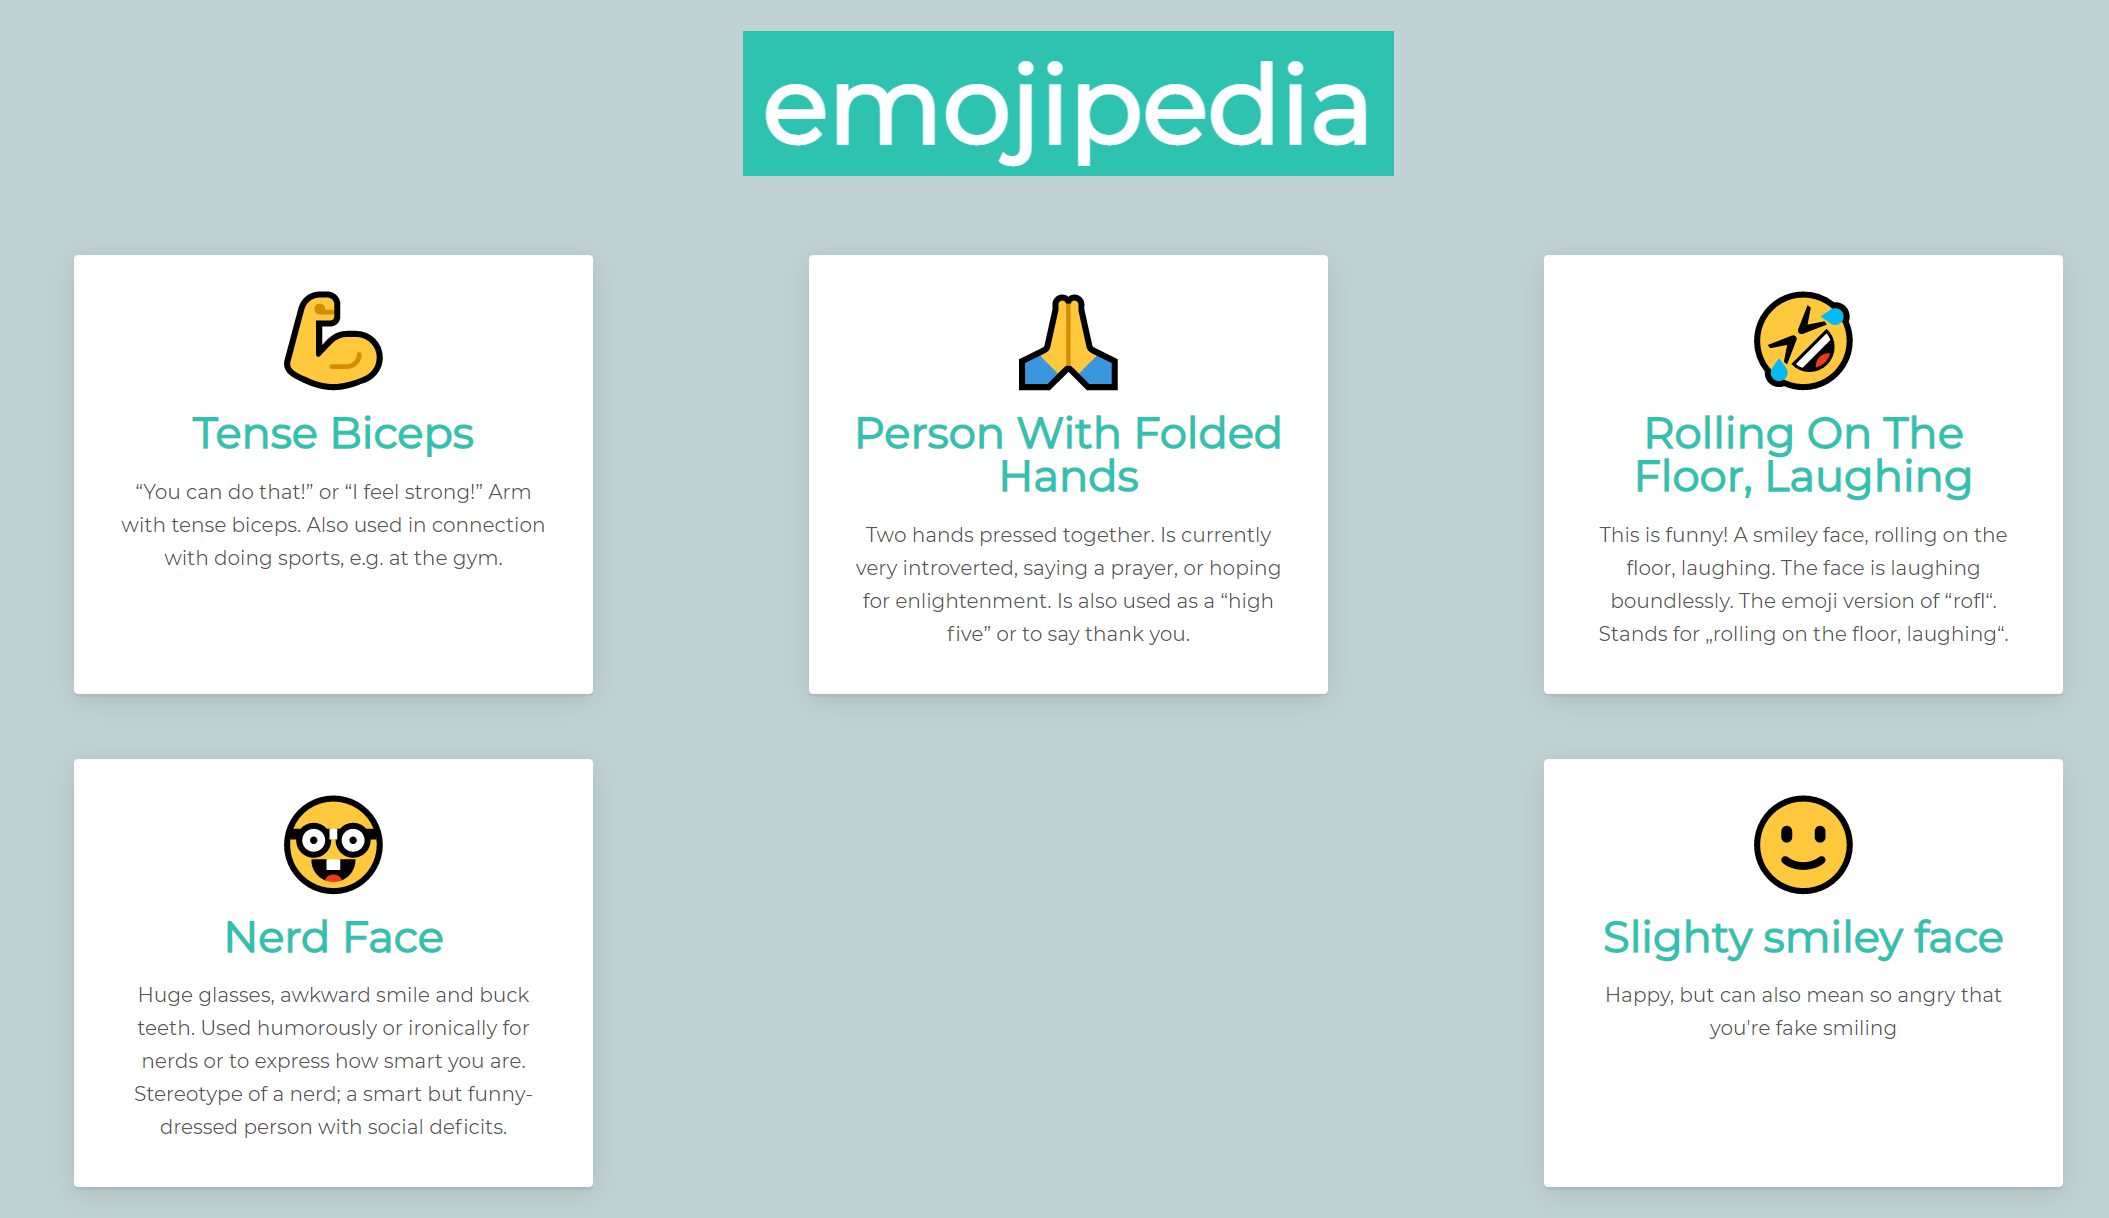 emojipedia
Tense Biceps
“You can do that!” or “I feel strong!” Arm
with tense biceps. Also used in connection
with doing sports, e.g. at the gym.
Person With Folded
Hands
Two hands pressed together. Is currently
very introverted, saying a prayer, or hoping
for enlightenment. Is also used as a “high
five” or to say thank you.
Rolling On The
Floor, Laughing
This is funny! A smiley face, rolling on the
floor, laughing. The face is laughing
boundlessly. The emoji version of “rofl“.
Stands for „rolling on the floor, laughing“.
Nerd Face
Huge glasses, awkward smile and buck
teeth. Used humorously or ironically for
nerds or to express how smart you are.
Stereotype of a nerd; a smart but funny-
dressed person with social deficits.
Slighty smiley face
Happy, but can also mean so angry that
you're fake smiling